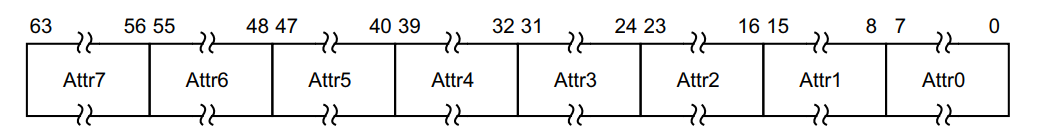 63 56 55 48 47 40 39 32 31 24 23 16 15 8 7 0
Attr7 Attr6 Attr5 Attr4 Attr3 Attr2 Attr1 Attr0